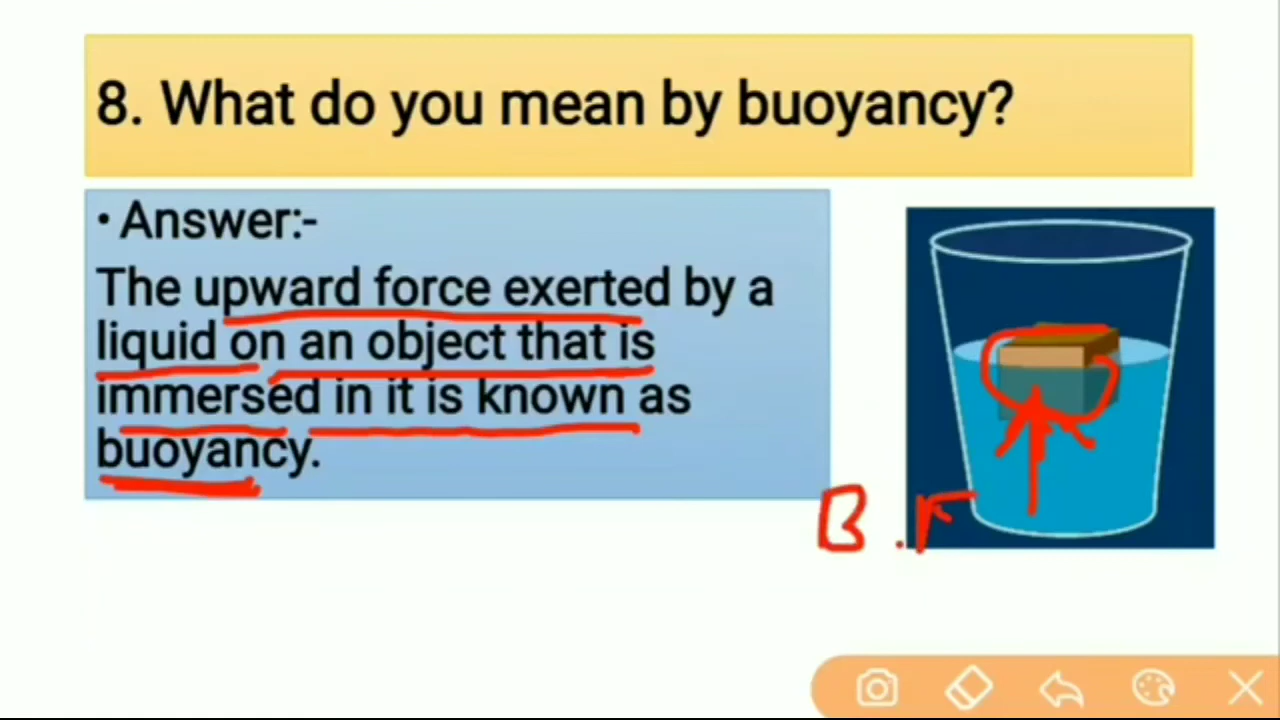 8. What do you mean by buoyancy?
• Answer:-
The upward force exerted by a
liquid on an object that is
immersed in it is known as
buoyancy.
B.F